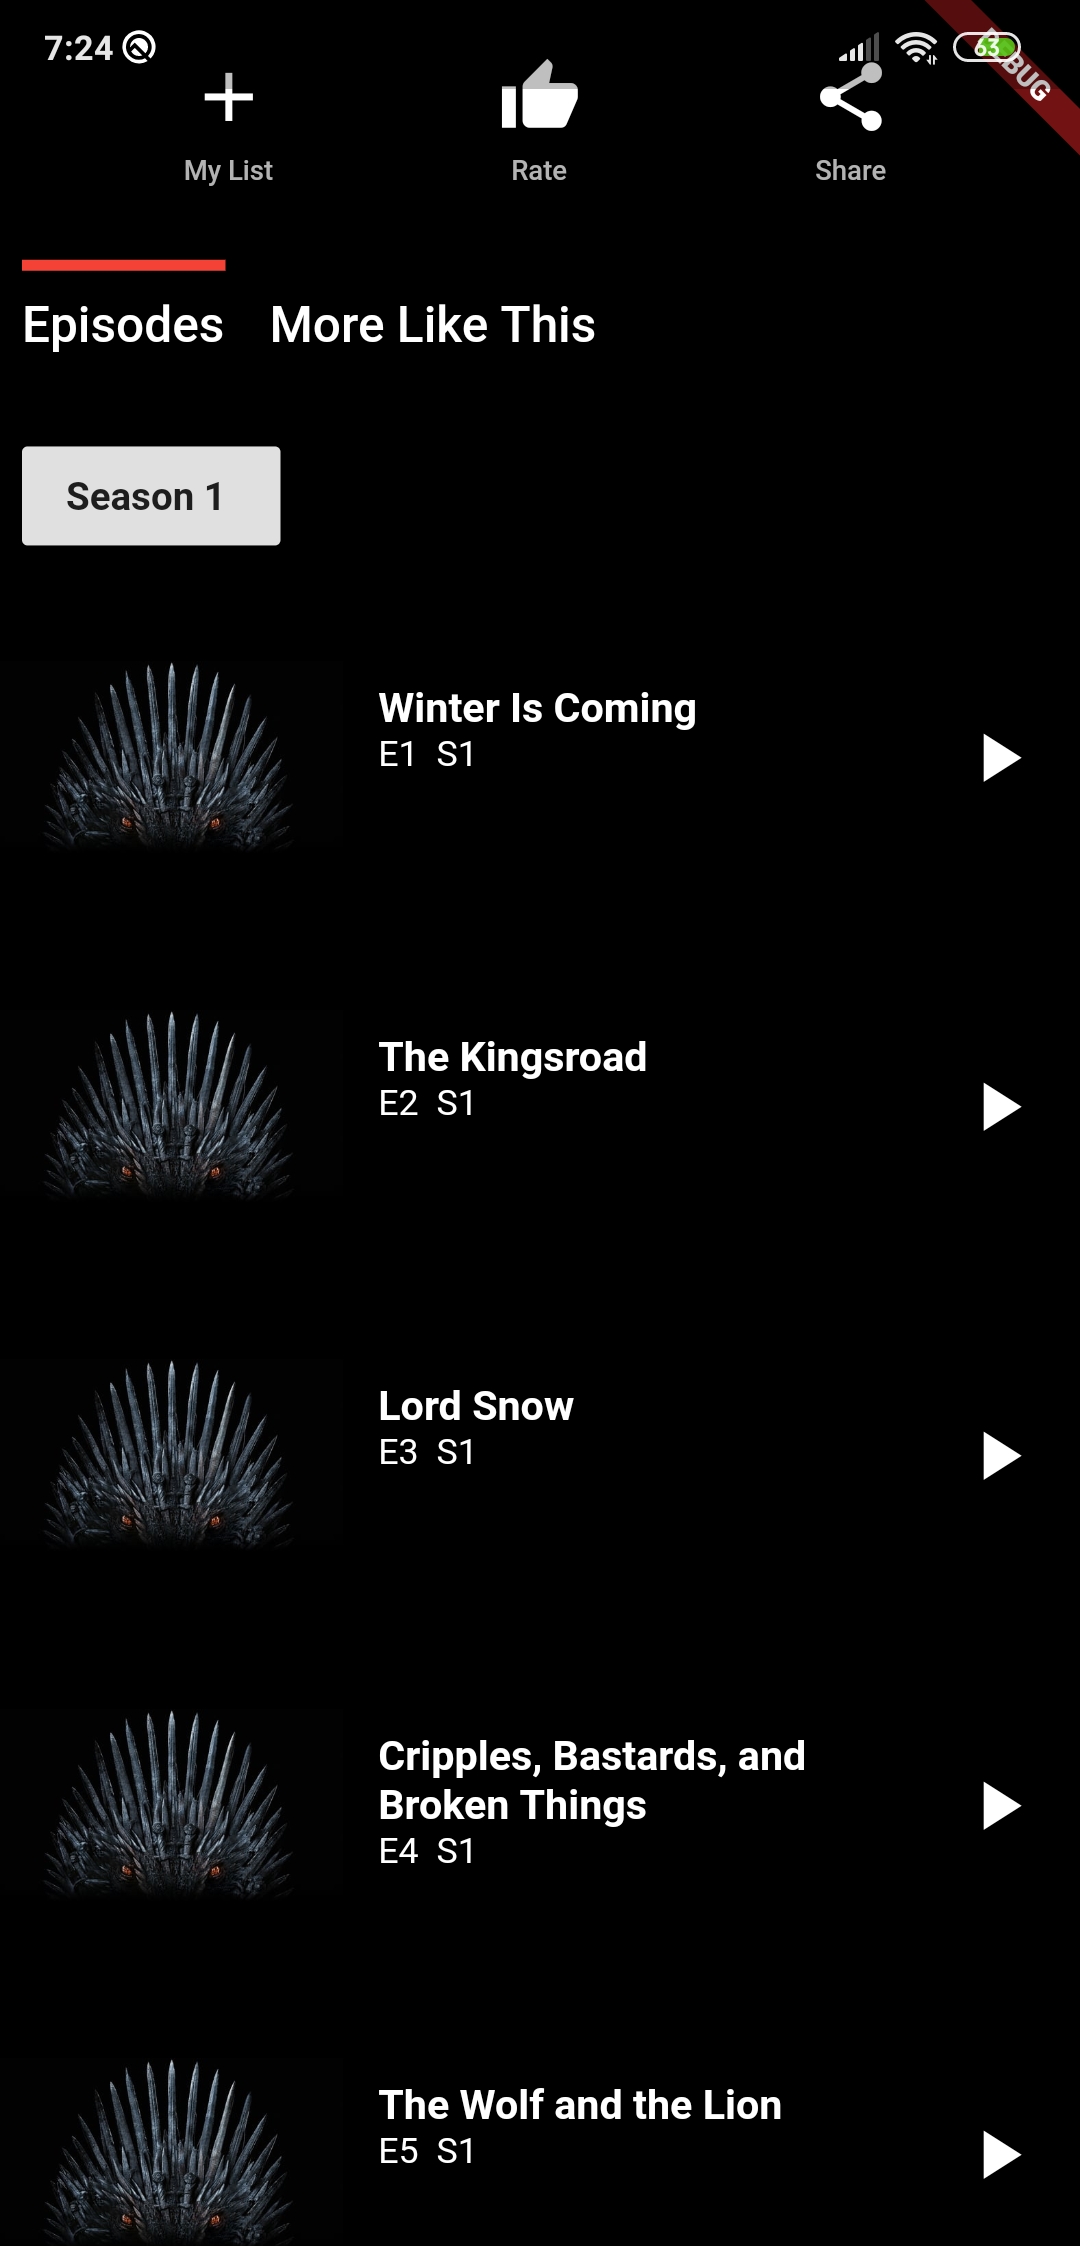 7:24
63
DEBUG
My List Rate Share
Episodes More Like This
Season 1
Winter Is Coming
E1 S1
The Kingsroad
E2 S1
Lord Snow
E3 S1
Cripples, Bastards, and
Broken Things
E4 S1
The Wolf and the Lion
E5 S1